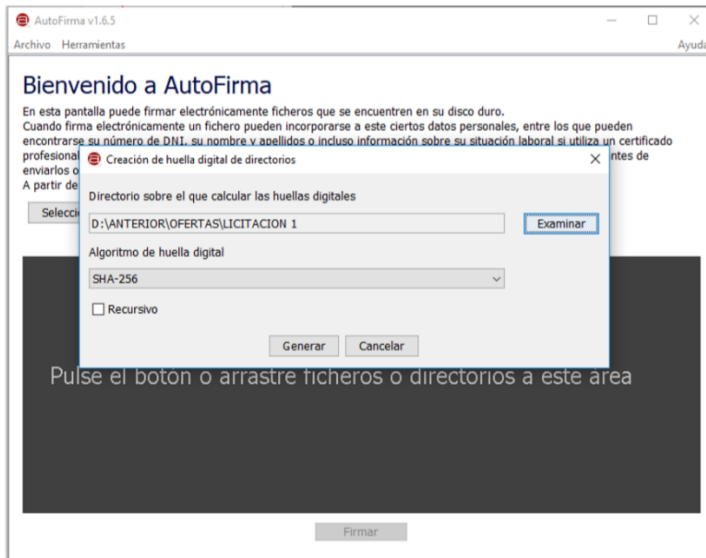 AutoFirma v1.6.5
Archivo Herramientas Ayuda
Bienvenido a AutoFirma
En esta pantalla puede firmar electrónicamente ficheros que se encuentren en su disco duro.
Cuando firma electrónicamente un fichero pueden incorporarse a este ciertos datos personales, entre los que pueden
encontrarse su número de DNI, su nombre y apellidos o incluso información sobre su situación laboral si utiliza un certificado
profesional ntes de
enviarlos o
A partir de
Selecci
Creación de huella digital de directorios
Directorio sobre el que calcular las huellas digitales
D:\ANTERIOR\OFERTAS\LICITACION 1 Examinar
Algoritmo de huella digital
SHA-256
Recursivo
Generar Cancelar
Pulse el botón o arrastre ficheros o directorios a este área
Firmar